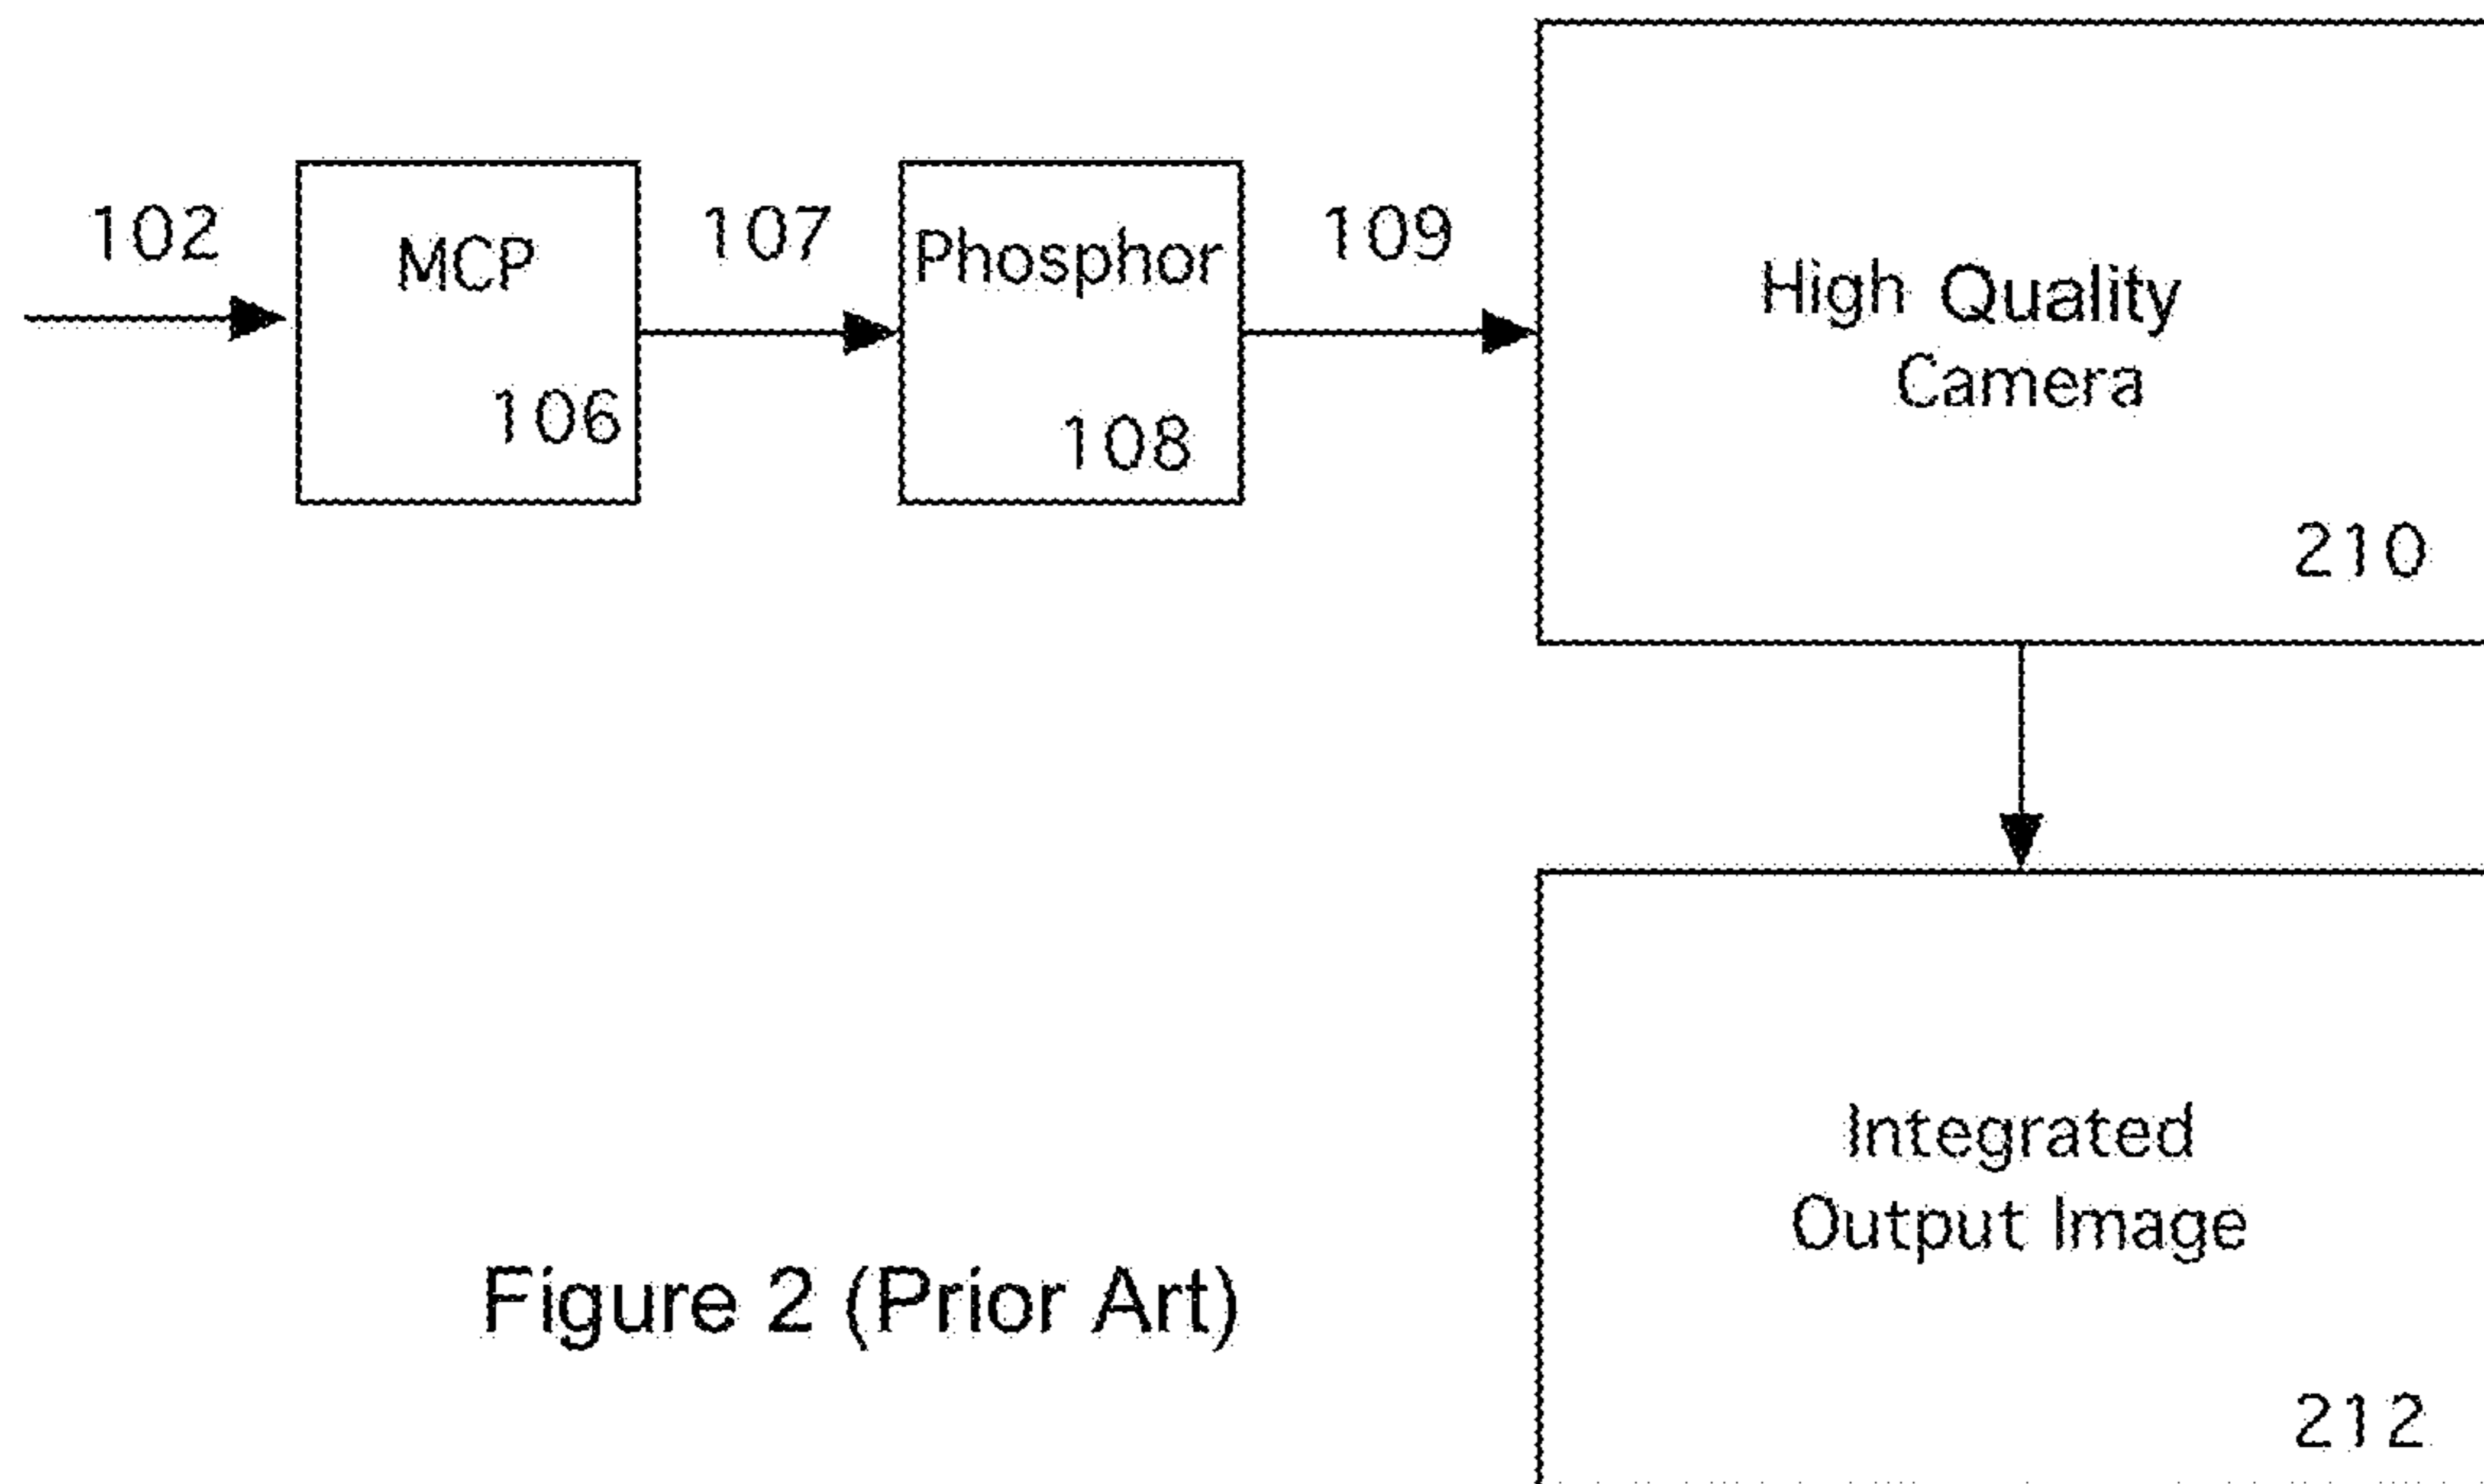 102
MCP
106
107
Phosphor
108
109
High Quality
Camera
210
Integrated
Output Image
212
Figure 2 (Prior Art)